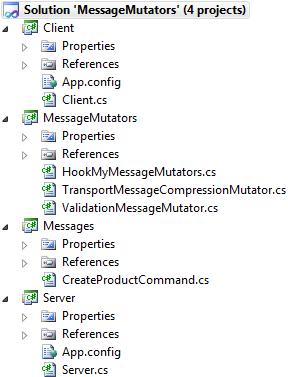 Solution 'MessageMutators' (4 projects)
Client
Properties
References
App.config
Client.cs
MessageMutators
Properties
References
HookMyMessageMutators.cs
TransportMessageCompressionMutator.cs
ValidationMessageMutator.cs
Messages
Properties
References
CreateProductCommand.cs
Server
Properties
References
App.config
Server.cs